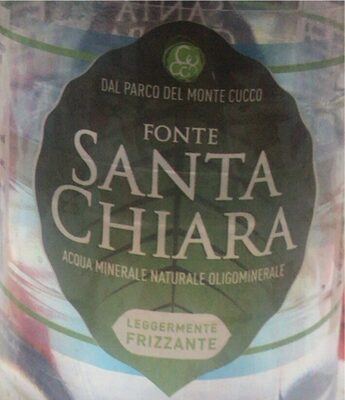 DAL PARCO DEL MONTE CUCCO
FONTE
SANTA
CHIARA
ACQUA MINERALE NATURALE OLIGOMINERALE
LEGGERMENTE
FRIZZANTE